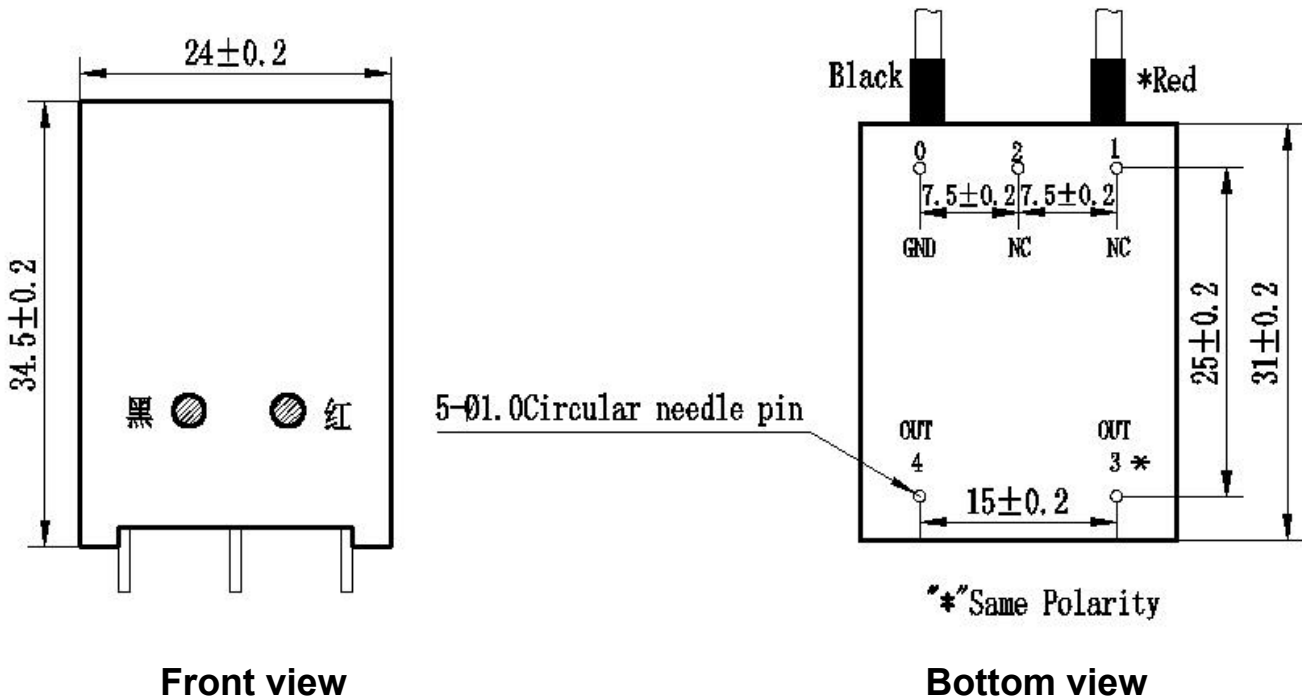 24±0.2
34.5±0.2
黑 红
Front view
5-Ø1.0Circular needle pin
Black *Red
0 2 1
7.5±0.2 7.5±0.2
GND NC NC
25±0.2
31±0.2
OUT OUT
4 3 *
15±0.2
"*"Same Polarity
Bottom view